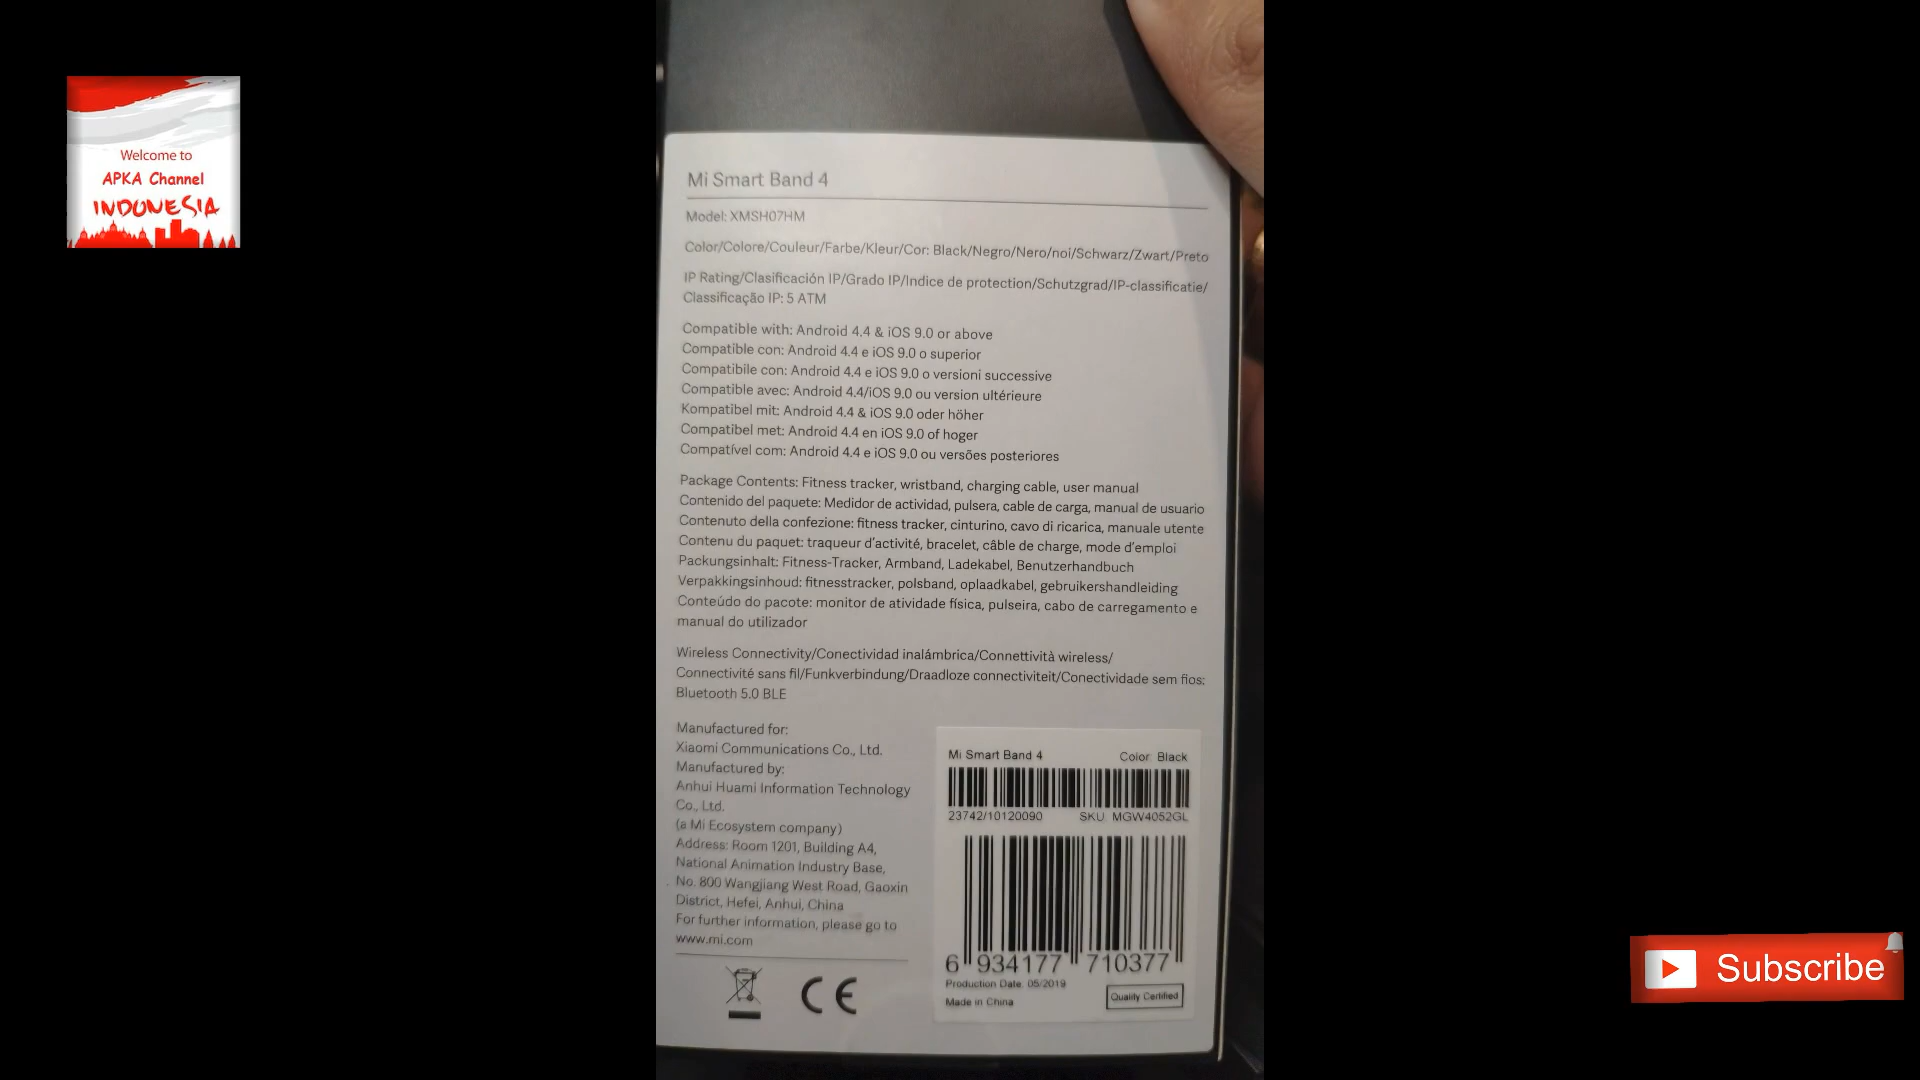 Welcome to
APKA Channel
INDONESIA
Mi Smart Band 4
Model: XMSH07HM
Color/Colore/Couleur/Farbe/Kleur/Cor: Black/Negro/Nero/noi/Schwarz/Zwart/Preto
IP Rating/Clasificación IP/Grado IP/Indice de protection/Schutzgrad/IP-classificatie/
Classificação IP: 5 ATM
Compatible with: Android 4.4 & iOS 9.0 or above
Compatible con: Android 4.4 e iOS 9.0 o superior
Compatibile con: Android 4.4 e iOS 9.0 o versioni successive
Compatible avec: Android 4.4/iOS 9.0 ou version ultérieure
Kompatibel mit: Android 4.4 & iOS 9.0 oder höher
Compatibel met: Android 4.4 en iOS 9.0 of hoger
Compatível com: Android 4.4 e iOS 9.0 ou versões posteriores
Package Contents: Fitness tracker, wristband, charging cable, user manual
Contenido del paquete: Medidor de actividad, pulsera, cable de carga, manual de usuario
Contenuto della confezione: fitness tracker, cinturino, cavo di ricarica, manuale utente
Contenu du paquet: traqueur d'activité, bracelet, câble de charge, mode d'emploi
Packungsinhalt: Fitness-Tracker, Armband, Ladekabel, Benutzerhandbuch
Verpakkingsinhoud: fitnesstracker, polsband, oplaadkabel, gebruikershandleiding
Conteúdo do pacote: monitor de atividade física, pulseira, cabo de carregamento e
manual do utilizador
Wireless Connectivity/Conectividad inalámbrica/Connettività wireless/
Connectivité sans fil/Funkverbindung/Draadloze connectiviteit/Conectividade sem fios:
Bluetooth 5.0 BLE
Manufactured for:
Xiaomi Communications Co., Ltd.
Manufactured by:
Anhui Huami Information Technology
Co., Ltd.
(a Mi Ecosystem company)
Address: Room 1201, Building A4,
National Animation Industry Base,
No. 800 Wangjiang West Road, Gaoxin
District, Hefei, Anhui, China
For further information, please go to
www.mi.com
CE
Mi Smart Band 4 Color: Black
23742/10120090 SKU: MGW4052GL
6 934177 710377
Production Date: 05/2019
Made in China
Quality Certified
Subscribe